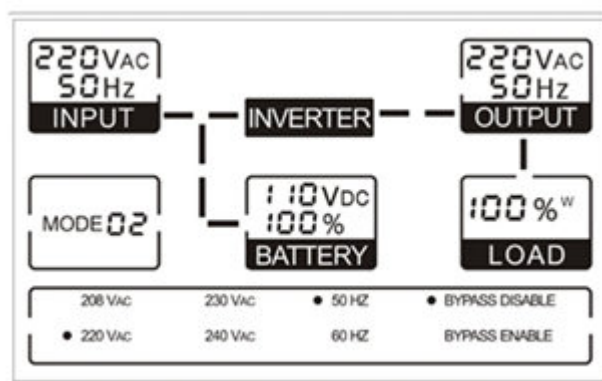 220VAC
50Hz
INPUT
INVERTER
220VAC
50Hz
OUTPUT
MODE 02
110VDC
100%
BATTERY
100%W
LOAD
208 VAC 230 VAC • 50 HZ • BYPASS DISABLE
• 220 VAC 240 VAC 60 HZ BYPASS ENABLE